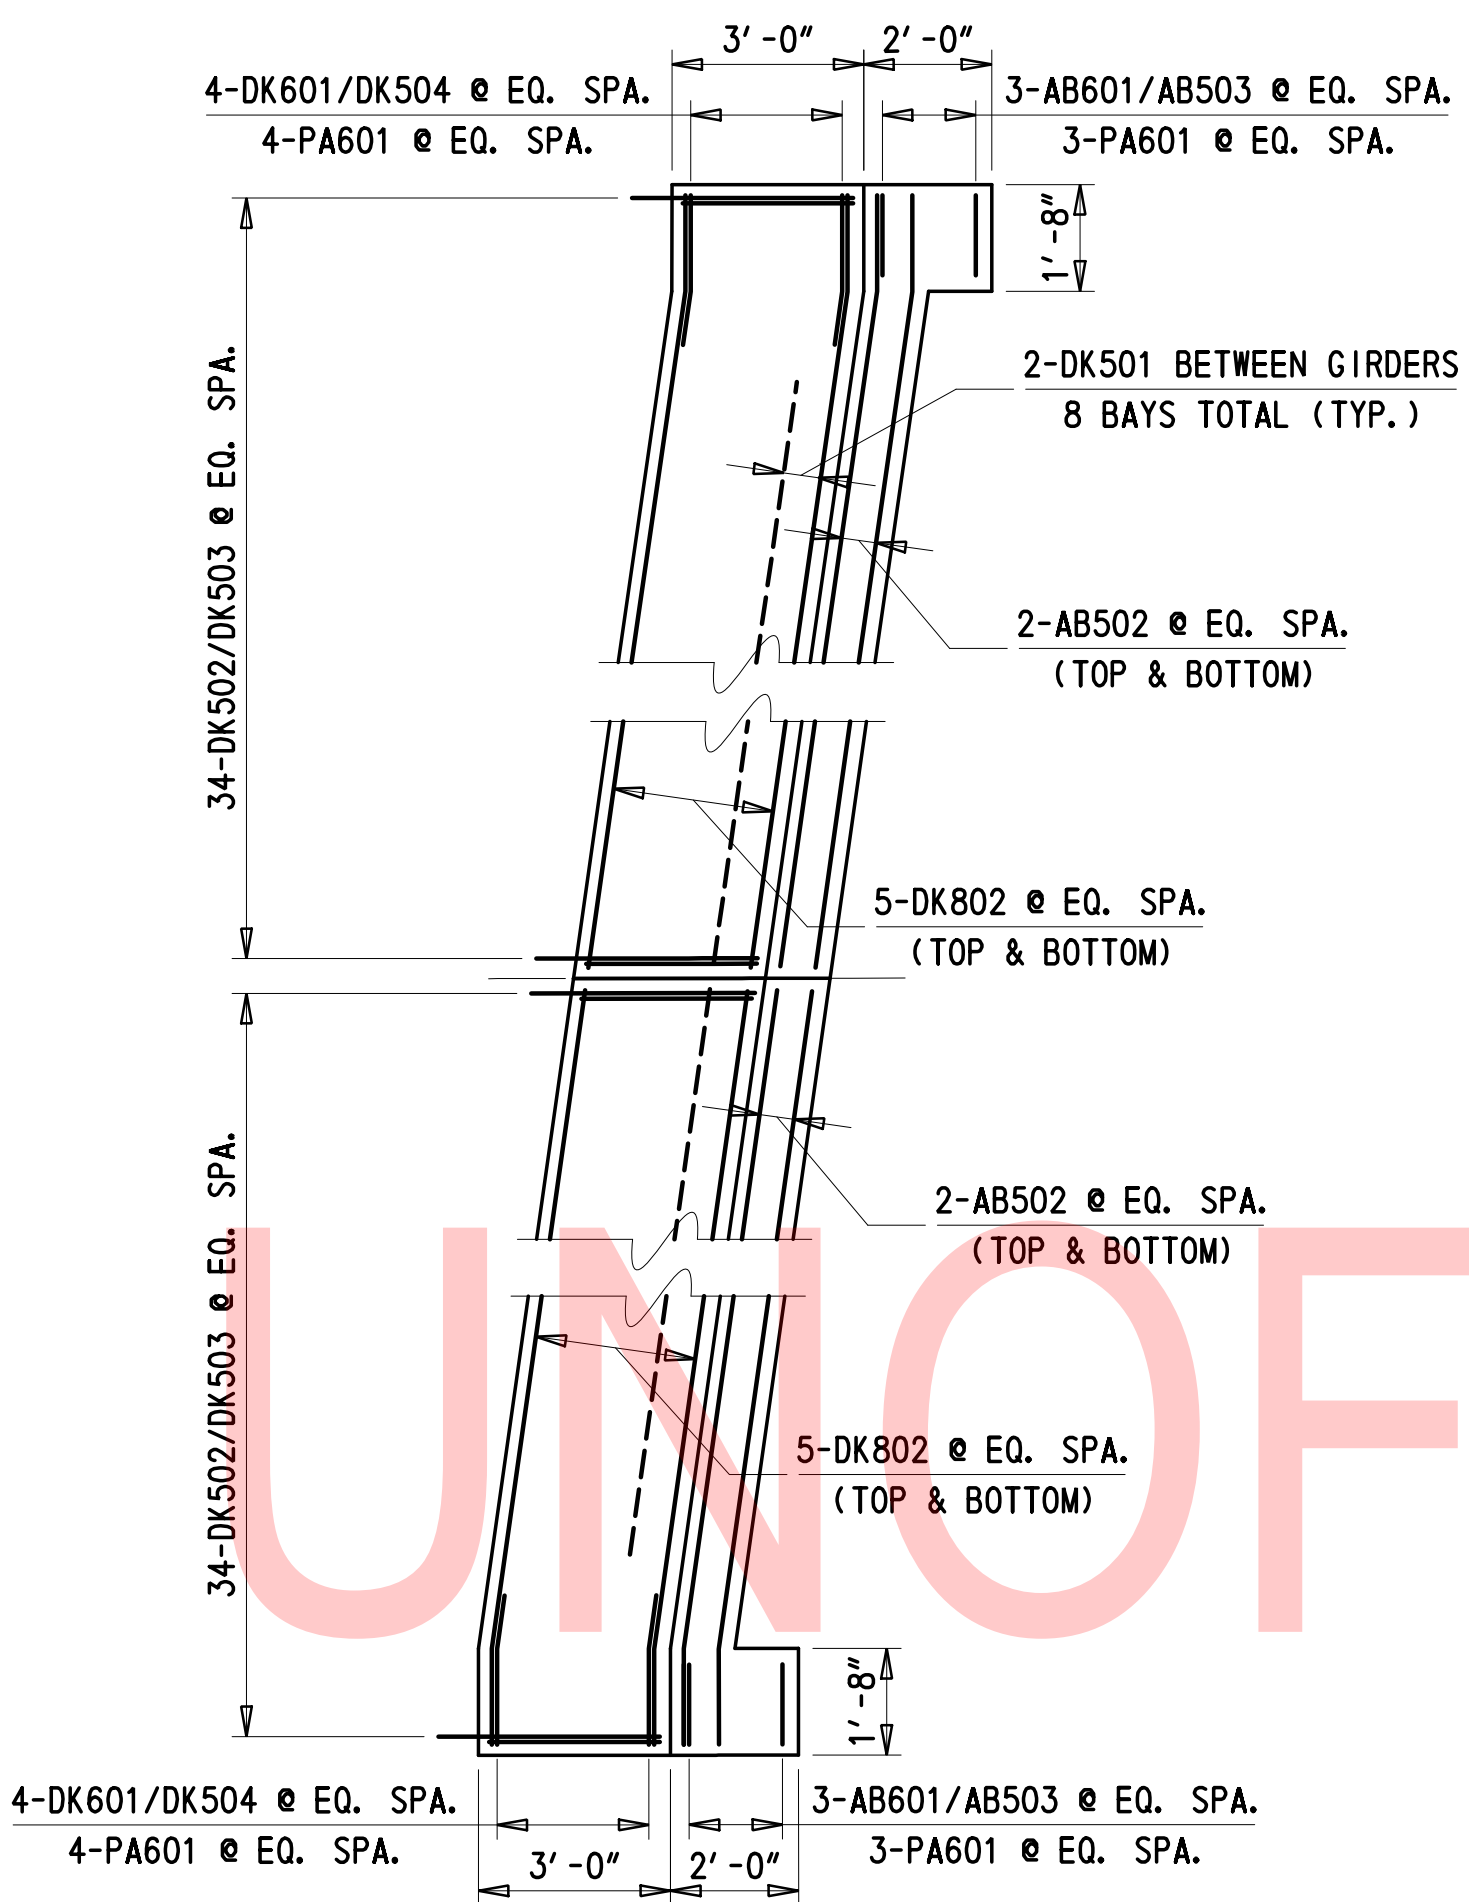 3'-0" 2'-0"
4-DK601/DK504 @ EQ. SPA.
4-PA601 @ EQ. SPA.
3-AB601/AB503 @ EQ. SPA.
3-PA601 @ EQ. SPA.
1'-8"
34-DK502/DK503 @ EQ. SPA.
2-DK501 BETWEEN GIRDERS
8 BAYS TOTAL (TYP.)
2-AB502 @ EQ. SPA.
(TOP & BOTTOM)
5-DK802 @ EQ. SPA.
(TOP & BOTTOM)
34-DK502/DK503 @ EQ. SPA.
2-AB502 @ EQ. SPA.
(TOP & BOTTOM)
UNOF
5-DK802 @ EQ. SPA.
(TOP & BOTTOM)
1'-8"
4-DK601/DK504 @ EQ. SPA.
4-PA601 @ EQ. SPA.
3-AB601/AB503 @ EQ. SPA.
3-PA601 @ EQ. SPA.
3'-0" 2'-0"